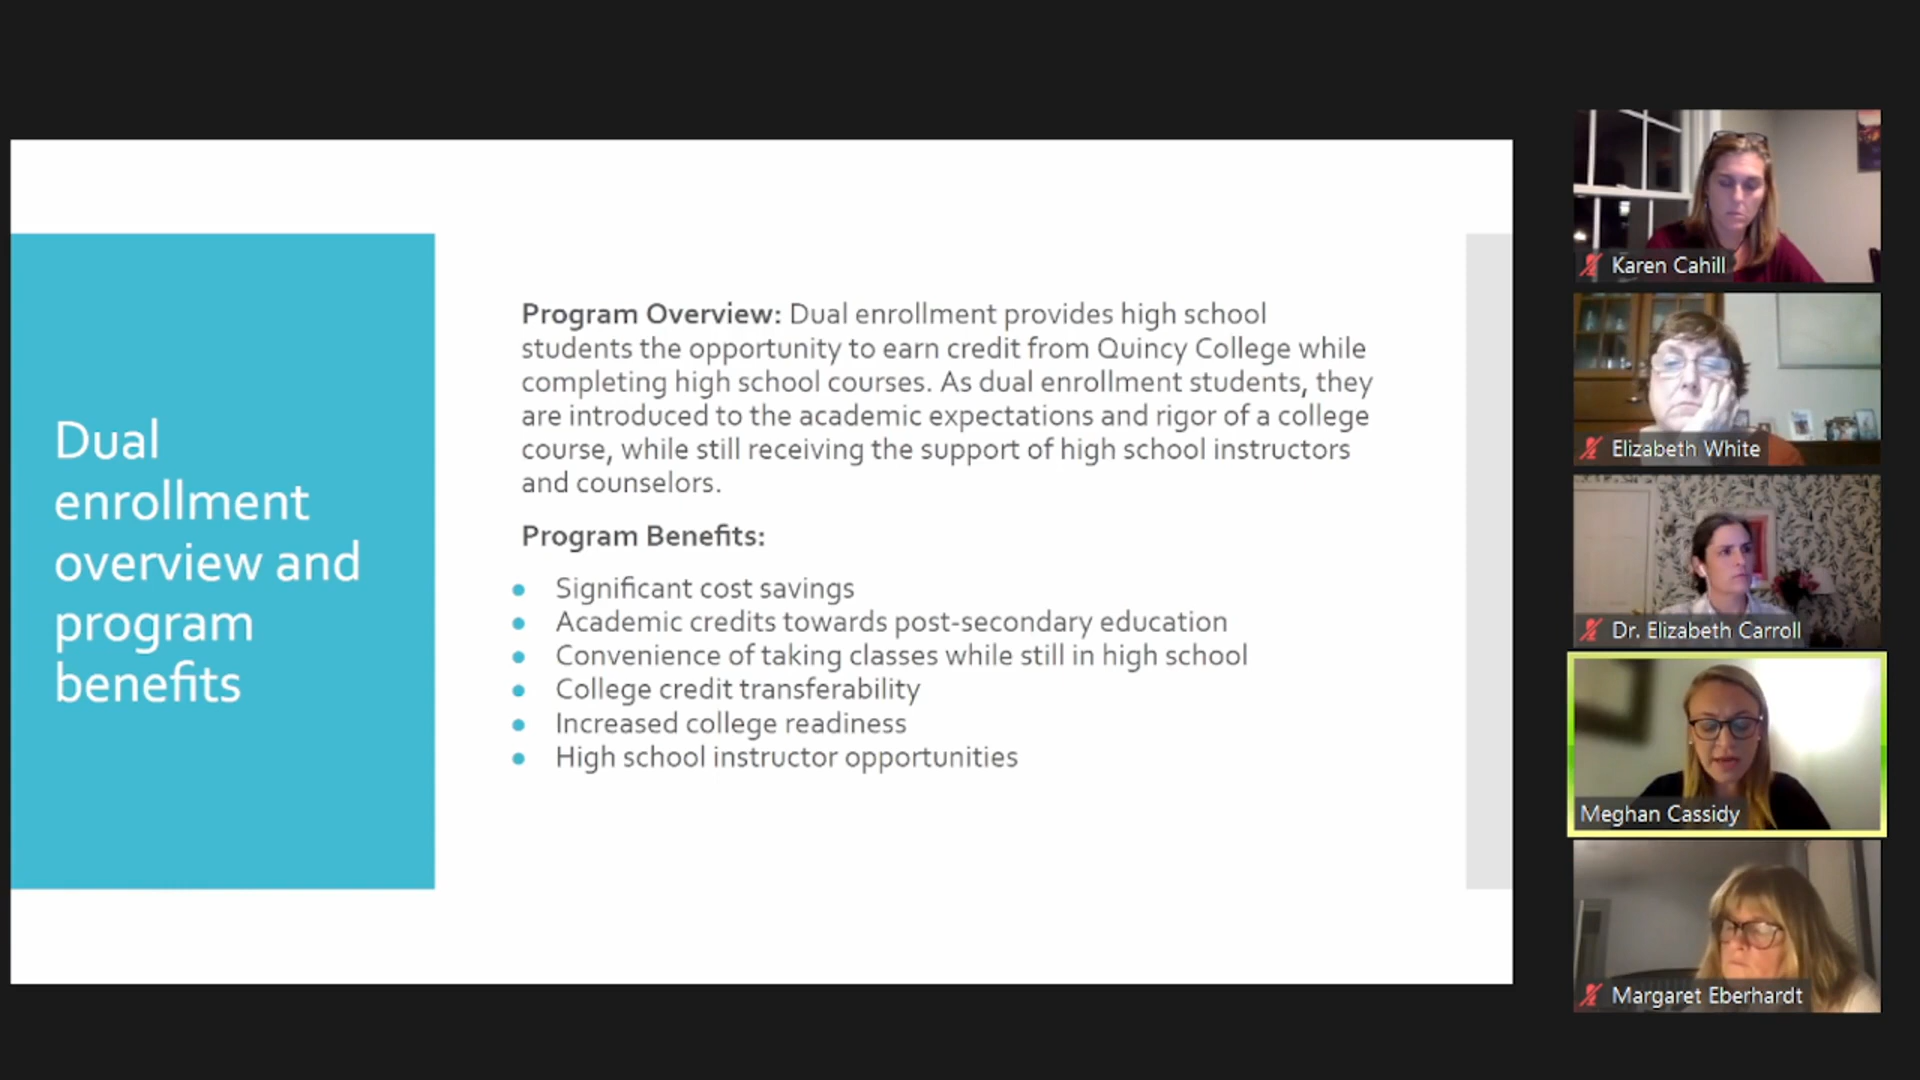 Dual
enrollment
overview and
program
benefits
Program Overview: Dual enrollment provides high school
students the opportunity to earn credit from Quincy College while
completing high school courses. As dual enrollment students, they
are introduced to the academic expectations and rigor of a college
course, while still receiving the support of high school instructors
and counselors.
Program Benefits:
Significant cost savings
Academic credits towards post-secondary education
Convenience of taking classes while still in high school
College credit transferability
Increased college readiness
High school instructor opportunities
Karen Cahill
Elizabeth White
Dr. Elizabeth Carroll
Meghan Cassidy
Margaret Eberhardt